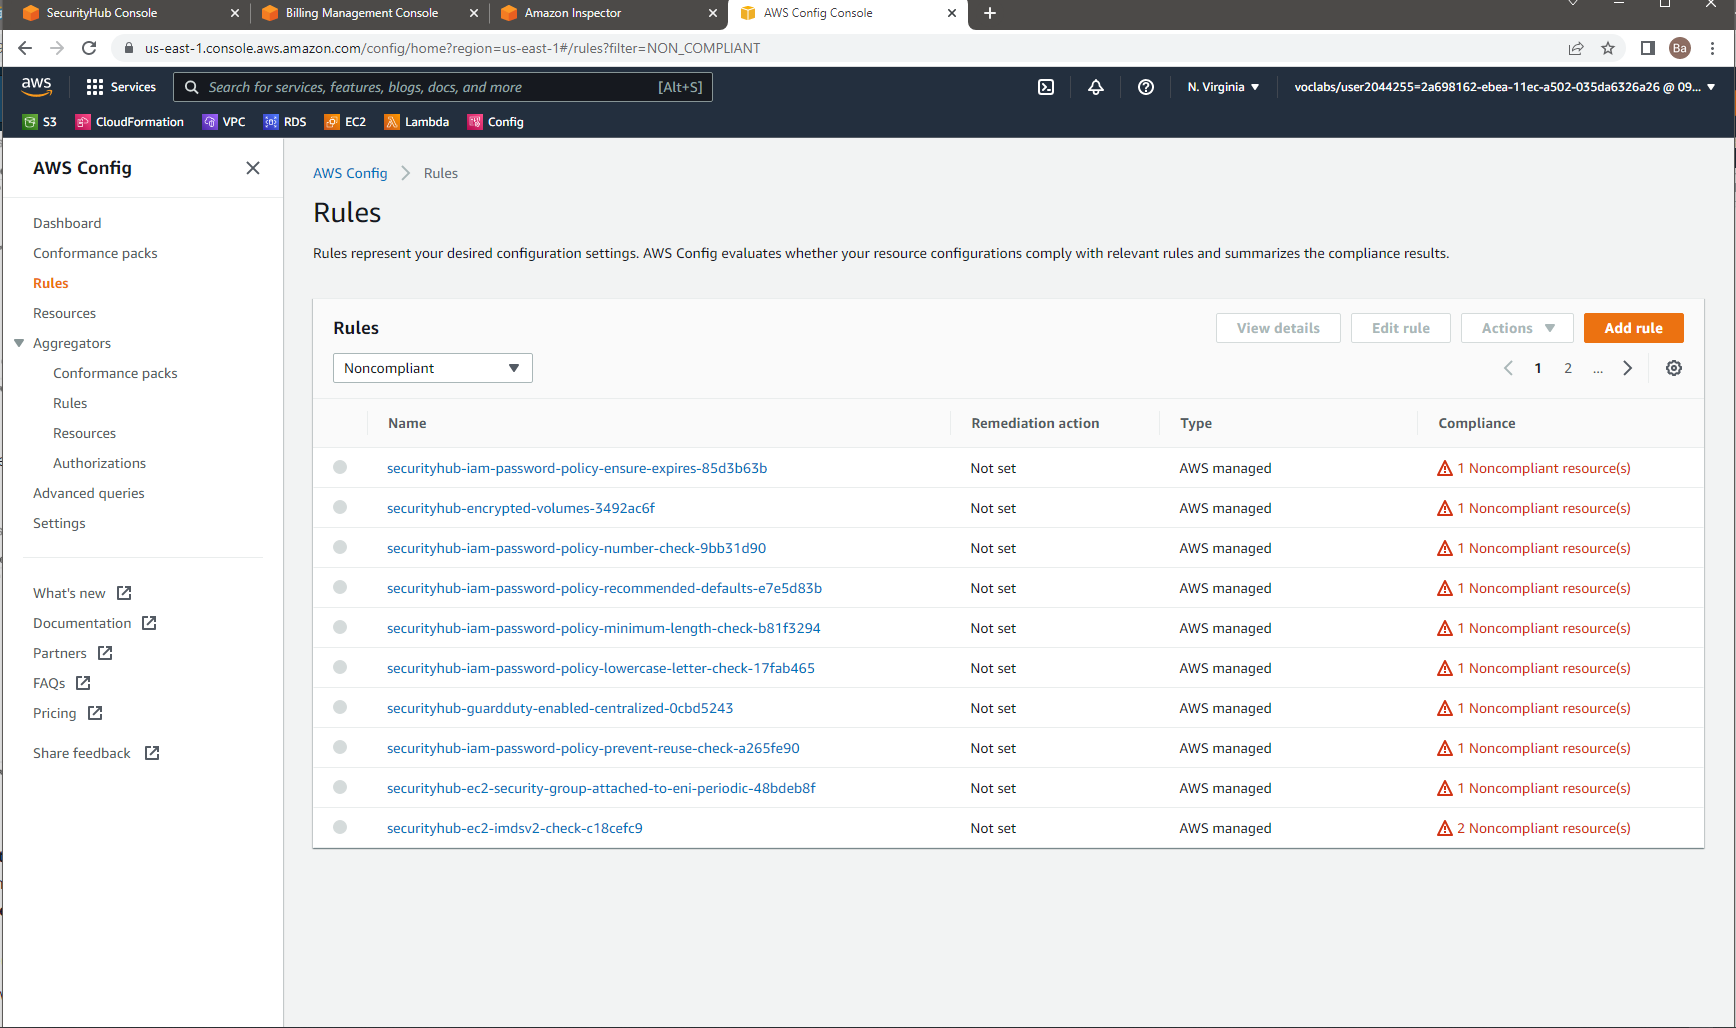 SecurityHub Console
Billing Management Console
Amazon Inspector
AWS Config Console
us-east-1.console.aws.amazon.com/config/home?region=us-east-1#/rules?filter=NON_COMPLIANT
Ba
aws
Services
Search for services, features, blogs, docs, and more
[Alt+S]
N. Virginia
voclabs/user2044255=2a698162-ebea-11ec-a502-035da6326a26 @ 09...
S3
CloudFormation
VPC
RDS
EC2
Lambda
Config
AWS Config
Dashboard
Conformance packs
Rules
Resources
Aggregators
Conformance packs
Rules
Resources
Authorizations
Advanced queries
Settings
What's new
Documentation
Partners
FAQs
Pricing
Share feedback
AWS Config
Rules
Rules
Rules represent your desired configuration settings. AWS Config evaluates whether your resource configurations comply with relevant rules and summarizes the compliance results.
Rules
View details
Edit rule
Actions
Add rule
Noncompliant
1 2 ...
Name Remediation action Type Compliance
securityhub-iam-password-policy-ensure-expires-85d3b63b Not set AWS managed 1 Noncompliant resource(s)
securityhub-encrypted-volumes-3492ac6f Not set AWS managed 1 Noncompliant resource(s)
securityhub-iam-password-policy-number-check-9bb31d90 Not set AWS managed 1 Noncompliant resource(s)
securityhub-iam-password-policy-recommended-defaults-e7e5d83b Not set AWS managed 1 Noncompliant resource(s)
securityhub-iam-password-policy-minimum-length-check-b81f3294 Not set AWS managed 1 Noncompliant resource(s)
securityhub-iam-password-policy-lowercase-letter-check-17fab465 Not set AWS managed 1 Noncompliant resource(s)
securityhub-guardduty-enabled-centralized-0cbd5243 Not set AWS managed 1 Noncompliant resource(s)
securityhub-iam-password-policy-prevent-reuse-check-a265fe90 Not set AWS managed 1 Noncompliant resource(s)
securityhub-ec2-security-group-attached-to-eni-periodic-48bdeb8f Not set AWS managed 1 Noncompliant resource(s)
securityhub-ec2-imdsv2-check-c18cefc9 Not set AWS managed 2 Noncompliant resource(s)